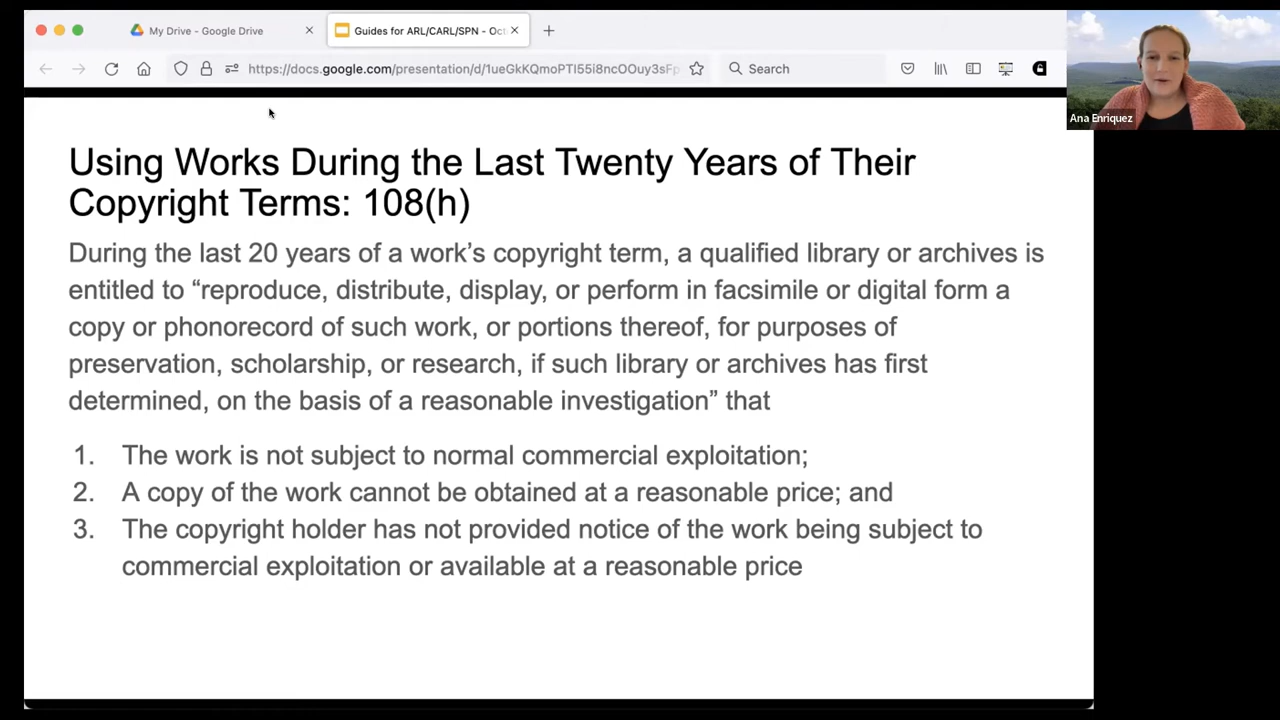 My Drive - Google Drive
Guides for ARL/CARL/SPN - Oct
https://docs.google.com/presentation/d/1ueGkKQmoPTI55i8ncOOuy3sFp
Search
Ana Enriquez
Using Works During the Last Twenty Years of Their
Copyright Terms: 108(h)
During the last 20 years of a work’s copyright term, a qualified library or archives is
entitled to “reproduce, distribute, display, or perform in facsimile or digital form a
copy or phonorecord of such work, or portions thereof, for purposes of
preservation, scholarship, or research, if such library or archives has first
determined, on the basis of a reasonable investigation” that
1. The work is not subject to normal commercial exploitation;
2. A copy of the work cannot be obtained at a reasonable price; and
3. The copyright holder has not provided notice of the work being subject to
commercial exploitation or available at a reasonable price